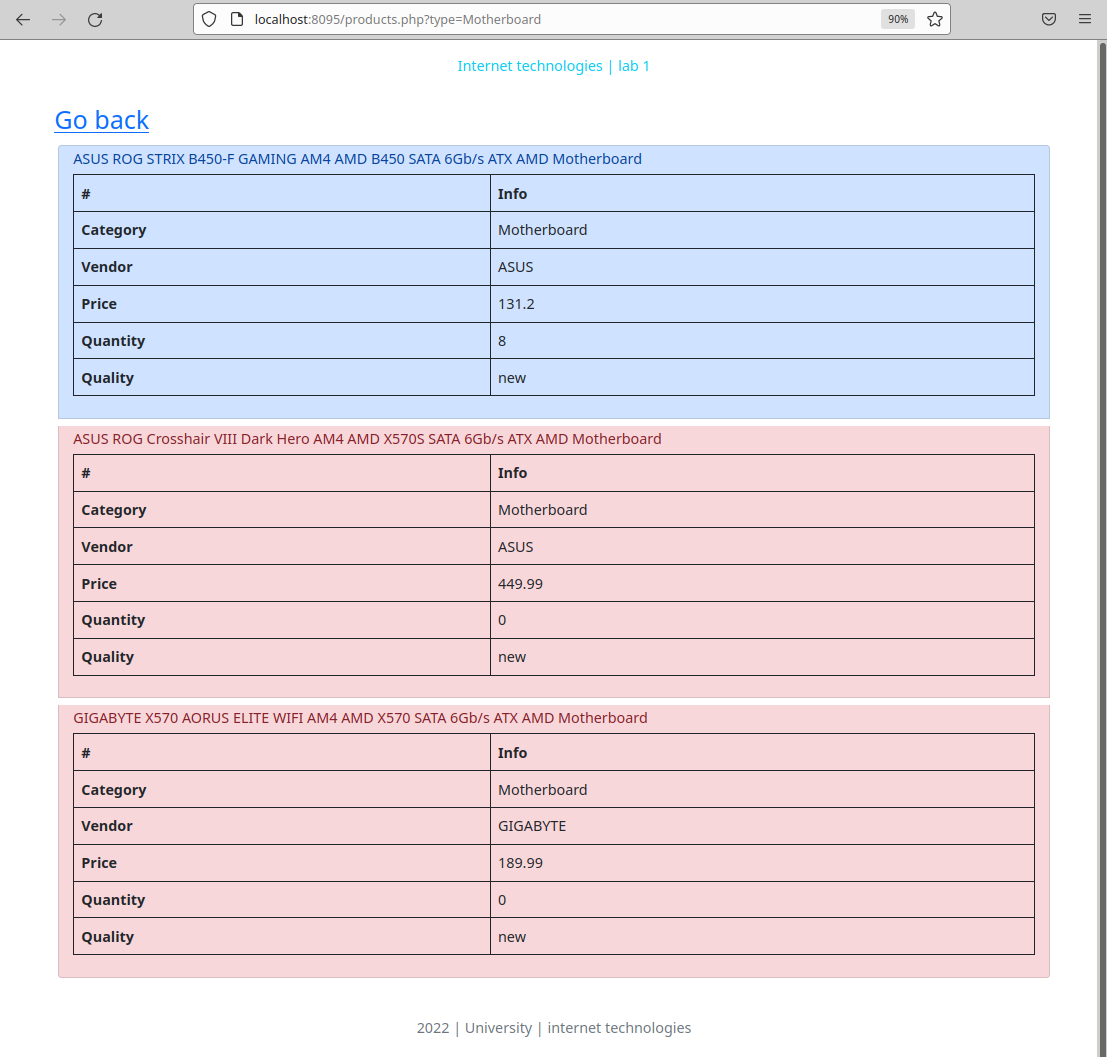 localhost:8095/products.php?type=Motherboard 90%
Internet technologies | lab 1
Go back
ASUS ROG STRIX B450-F GAMING AM4 AMD B450 SATA 6Gb/s ATX AMD Motherboard
# Info
Category Motherboard
Vendor ASUS
Price 131.2
Quantity 8
Quality new
ASUS ROG Crosshair VIII Dark Hero AM4 AMD X570S SATA 6Gb/s ATX AMD Motherboard
# Info
Category Motherboard
Vendor ASUS
Price 449.99
Quantity 0
Quality new
GIGABYTE X570 AORUS ELITE WIFI AM4 AMD X570 SATA 6Gb/s ATX AMD Motherboard
# Info
Category Motherboard
Vendor GIGABYTE
Price 189.99
Quantity 0
Quality new
2022 | University | internet technologies